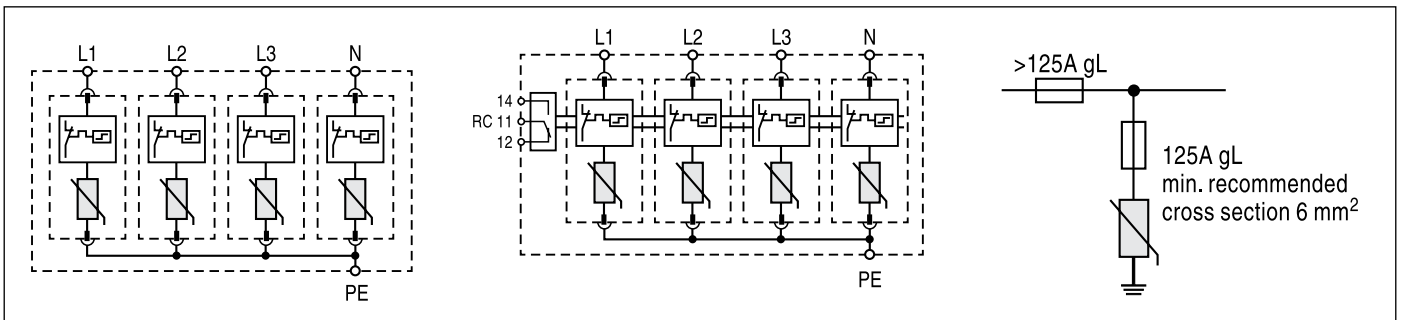 L1 L2 L3 N
PE
L1 L2 L3 N
14
RC 11
12
PE
>125A gL
125A gL
min. recommended
cross section 6 mm²